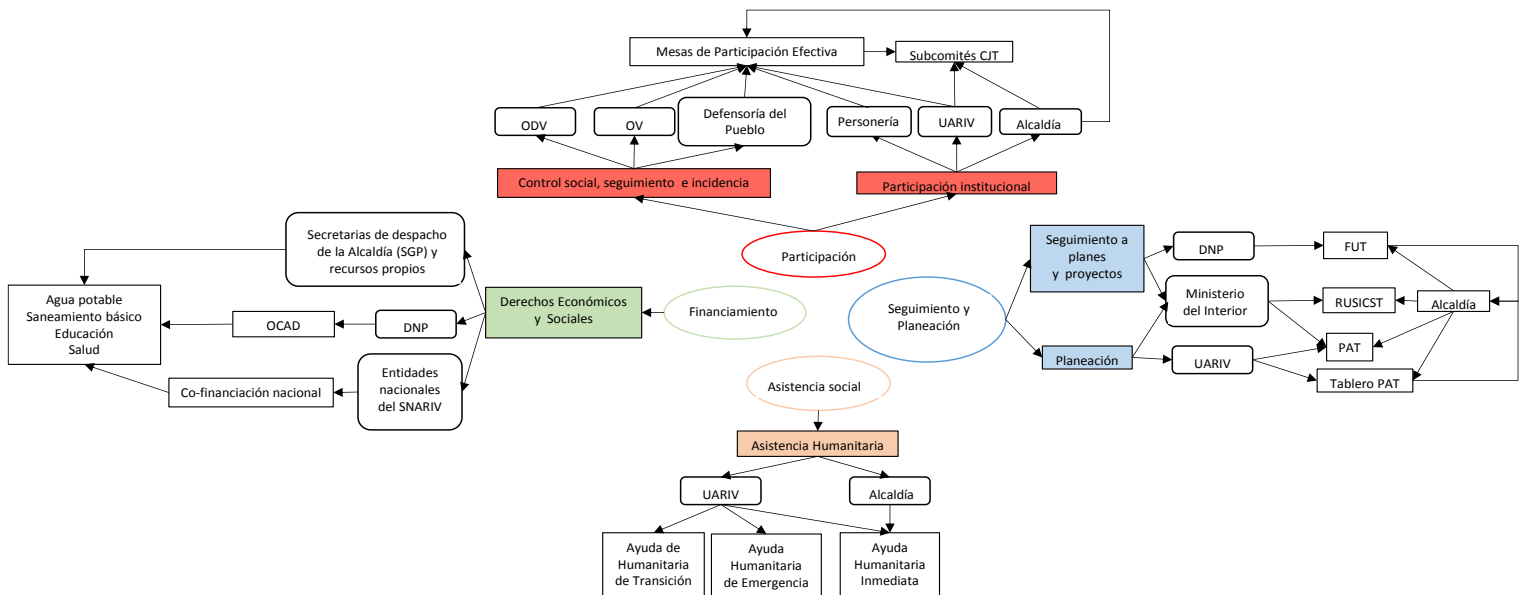 Mesas de Participación Efectiva
Subcomités CJT
ODV
OV
Defensoría del
Pueblo
Personería
UARIV
Alcaldía
Control social, seguimiento e incidencia
Participación institucional
Participación
Secretarias de despacho
de la Alcaldía (SGP) y
recursos propios
Agua potable
Saneamiento básico
Educación
Salud
OCAD
DNP
Derechos Económicos
y Sociales
Financiamiento
Co-financiación nacional
Entidades
nacionales
del SNARIV
Seguimiento y
Planeación
Seguimiento a
planes
y proyectos
DNP
FUT
Ministerio
del Interior
RUSICST
Alcaldía
Planeación
UARIV
PAT
Tablero PAT
Asistencia social
Asistencia Humanitaria
UARIV
Alcaldía
Ayuda de
Humanitaria
de Transición
Ayuda
Humanitaria
de Emergencia
Ayuda
Humanitaria
Inmediata